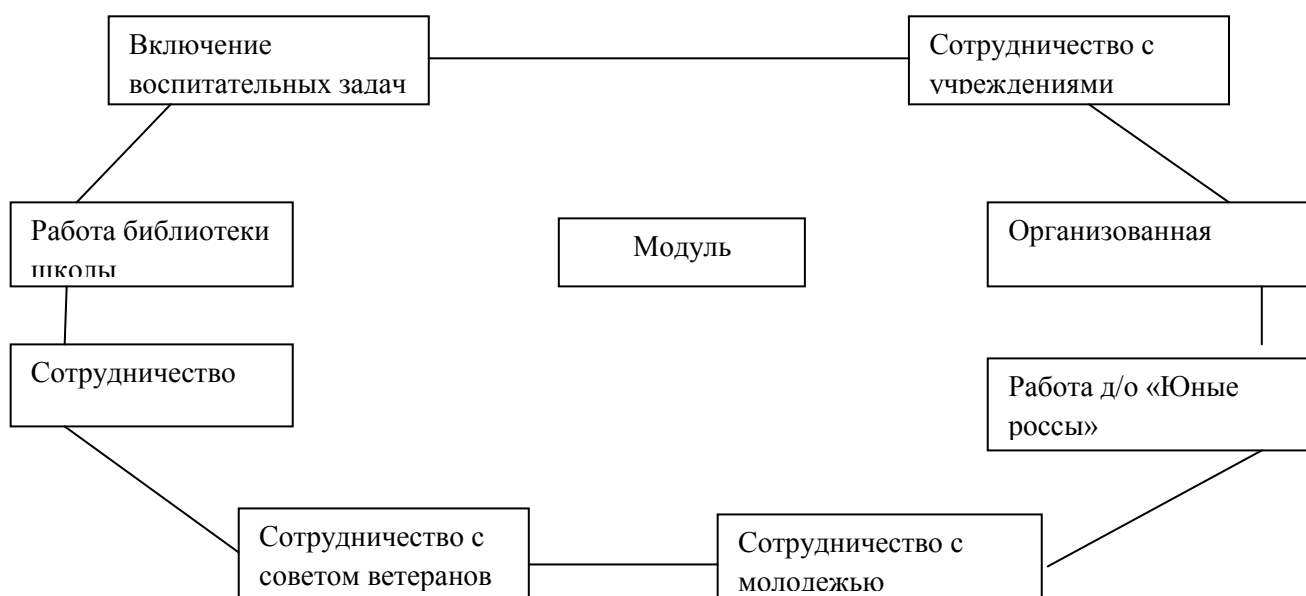 Включение
воспитательных задач
Сотрудничество с
учреждениями
Работа библиотеки
школы
Модуль
Организованная
Сотрудничество
Работа д/о «Юные
россы»
Сотрудничество с
советом ветеранов
Сотрудничество с
молодежью